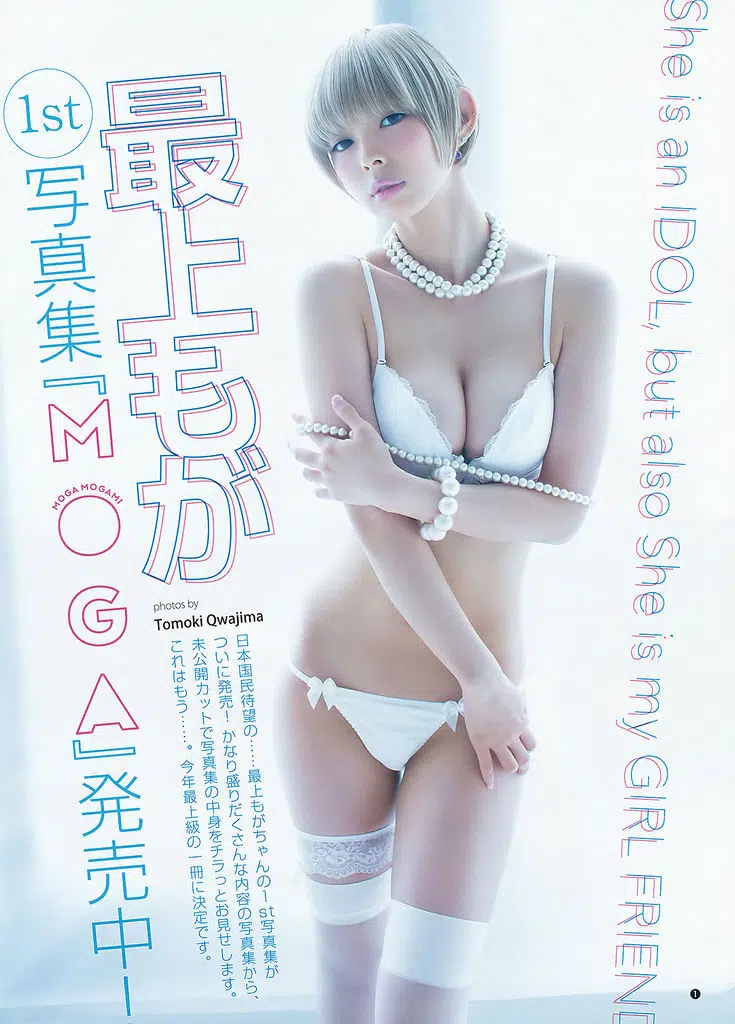 1st
写真集『MOGA』発売中!
MOGA MOGAMI
最上もが
photos by
Tomoki Qwajima
日本国民待望の……最上もがちゃんの1st写真集が
ついに発売! かなり盛りだくさんな内容の写真集から、
未公開カットで写真集の中身をチラっとお見せします。
これはもう……。今年最上級の一冊に決定です。
She is an IDOL, but also She is my GIRL FRIEND
1